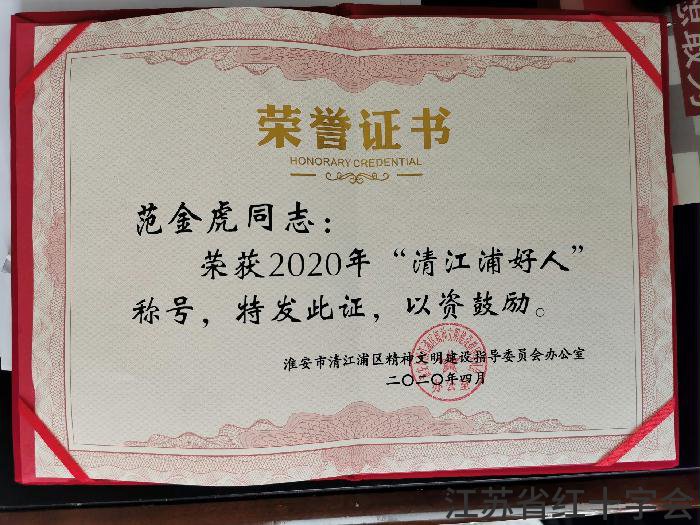 荣誉证书
HONORARY CREDENTIAL
范金虎同志：
荣获2020年“清江浦好人”
称号，特发此证，以资鼓励。
淮安市清江浦区精神文明建设指导委员会办公室
二〇二〇年四月
办公室
江苏省红十字会